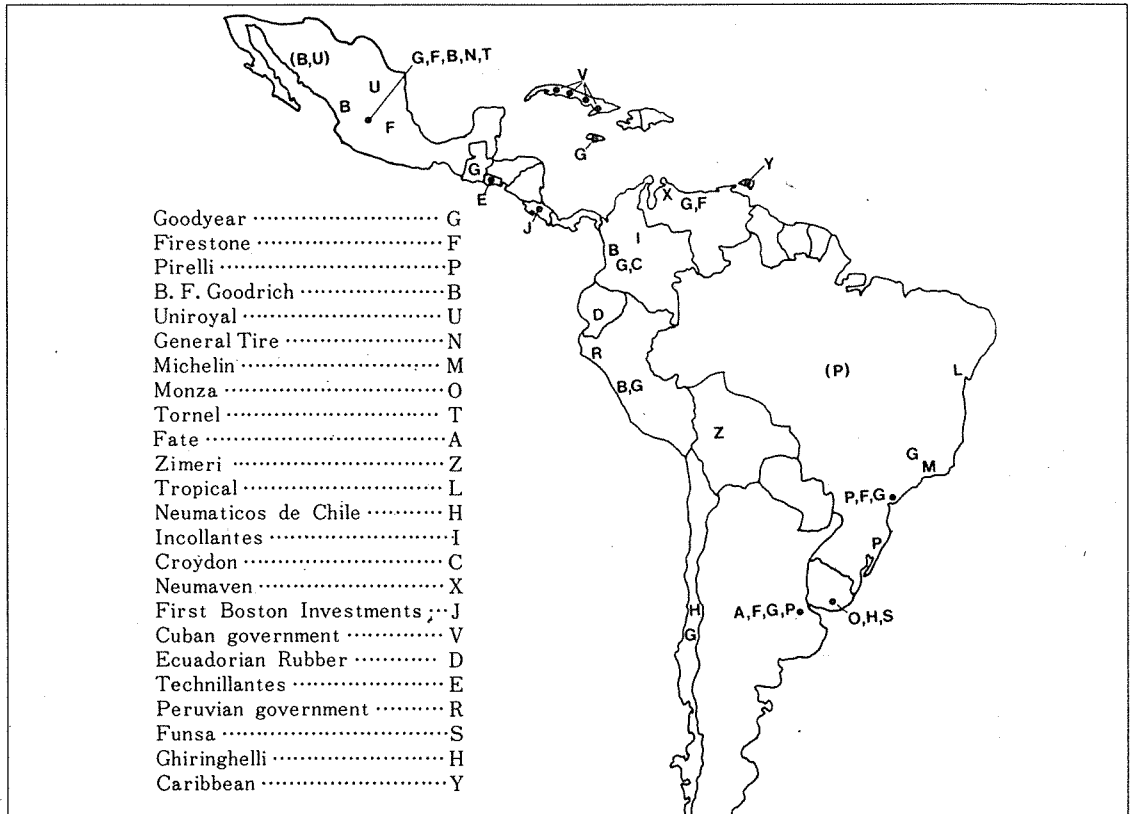 (B,U)
G,F,B,N,T
U
B
F
V
G
G
E
J
X
G,F
Y
I
B
G,C
D
R
B,G
(P)
L
Z
G
M
P,F,G
P
H
G
A,F,G,P
O,H,S
Goodyear ························ G
Firestone ························ F
Pirelli ····························· P
B. F. Goodrich ················· B
Uniroyal ·························· U
General Tire ···················· N
Michelin ·························· M
Monza ····························· O
Tornel ····························· T
Fate ································ A
Zimeri ····························· Z
Tropical ·························· L
Neumaticos de Chile ·········· H
Incollantes ······················· I
Croydon ·························· C
Neumaven ······················· X
First Boston Investments ;·· J
Cuban government ············ V
Ecuadorian Rubber ··········· D
Technillantes ···················· E
Peruvian government ········· R
Funsa ······························ S
Ghiringhelli ······················ H
Caribbean ························ Y